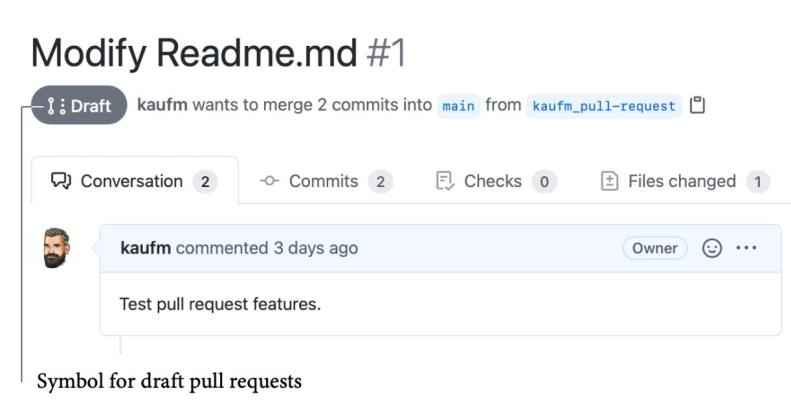 Modify Readme.md #1
Draft kaufm wants to merge 2 commits into main from kaufm_pull-request
Conversation 2 Commits 2 Checks 0 Files changed 1
kaufm commented 3 days ago Owner
Test pull request features.
Symbol for draft pull requests